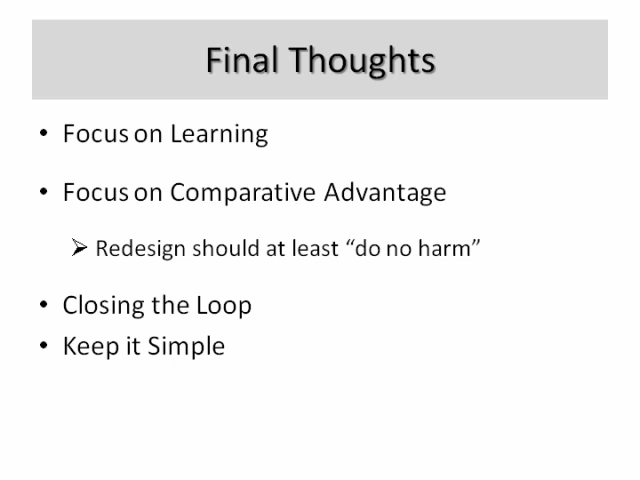 Final Thoughts
• Focus on Learning
• Focus on Comparative Advantage
➢ Redesign should at least “do no harm”
• Closing the Loop
• Keep it Simple